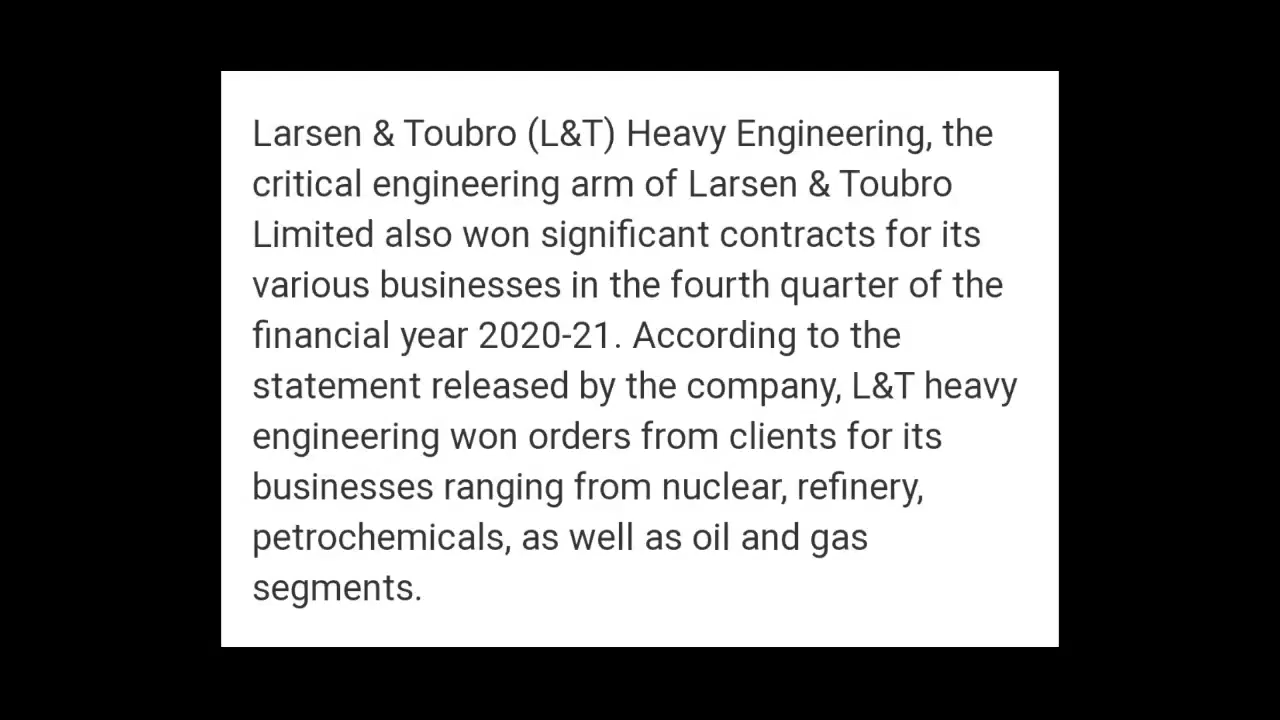 Larsen & Toubro (L&T) Heavy Engineering, the
critical engineering arm of Larsen & Toubro
Limited also won significant contracts for its
various businesses in the fourth quarter of the
financial year 2020-21. According to the
statement released by the company, L&T heavy
engineering won orders from clients for its
businesses ranging from nuclear, refinery,
petrochemicals, as well as oil and gas
segments.